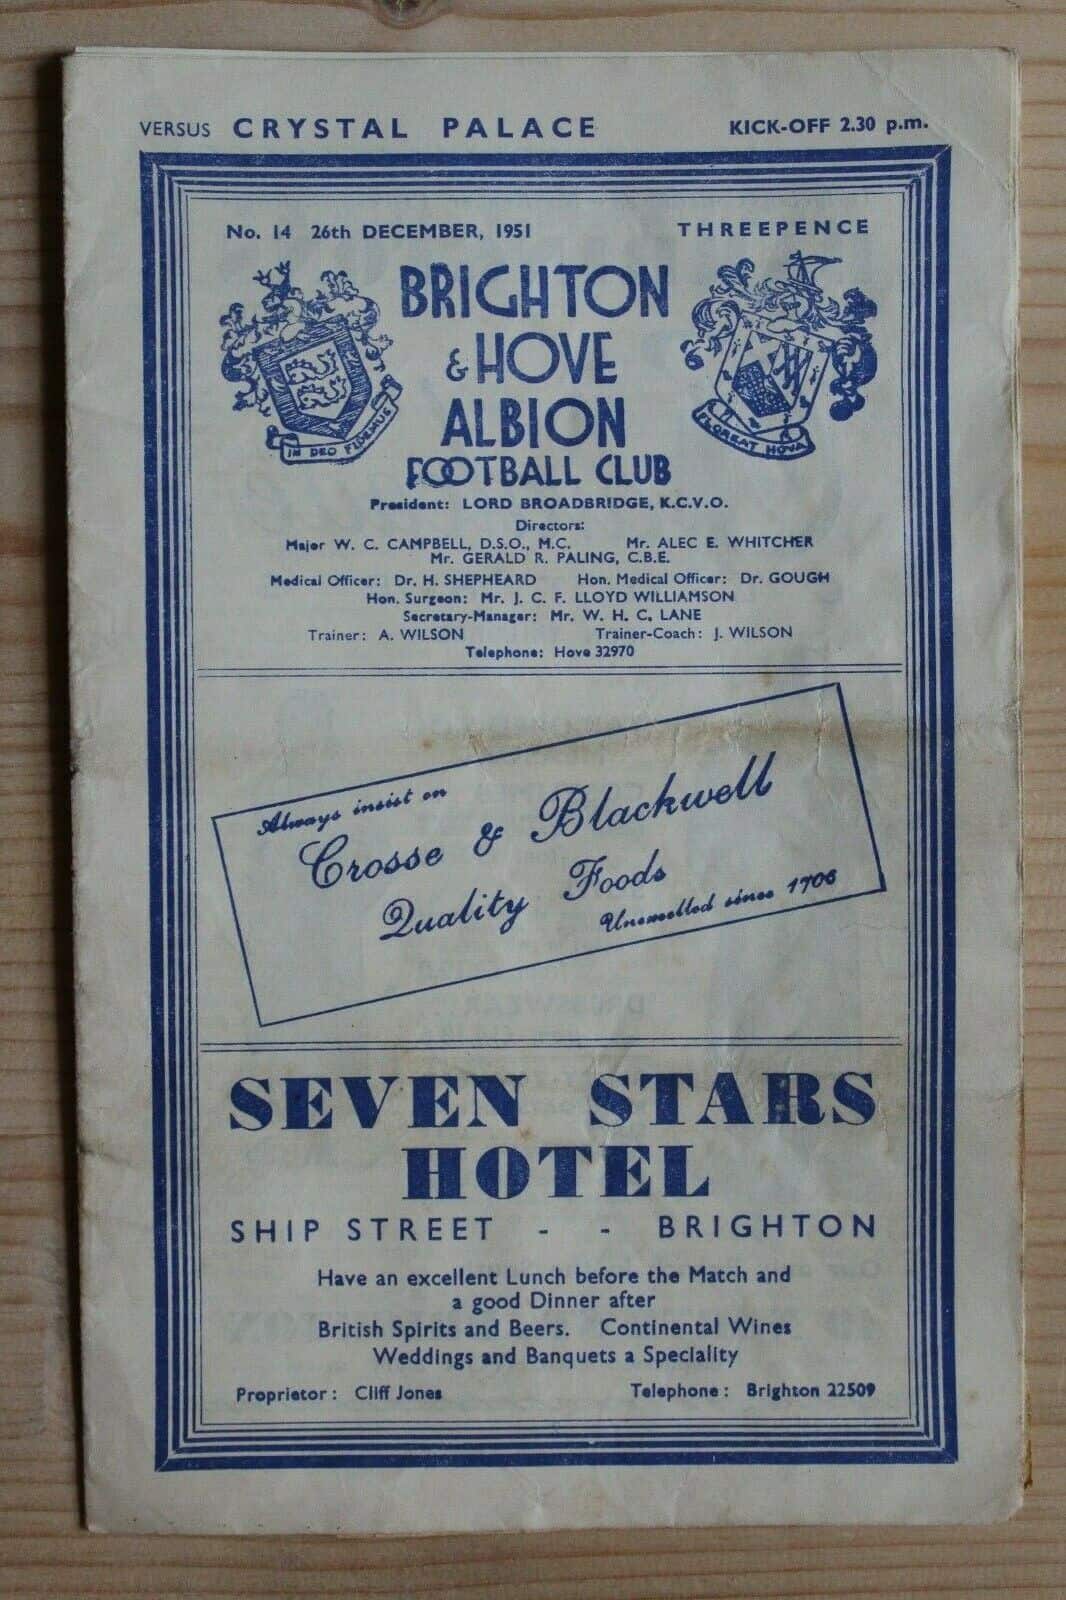 VERSUS CRYSTAL PALACE KICK-OFF 2.30 p.m.
No. 14 26th DECEMBER, 1951 THREEPENCE
BRIGHTON
& HOVE
ALBION
FOOTBALL CLUB
IN DEO FIDEMUS
FLOREAT HOVA
President: LORD BROADBRIDGE, K.C.V.O.
Directors:
Major W. C. CAMPBELL, D.S.O., M.C. Mr. ALEC E. WHITCHER
Mr. GERALD R. PALING, C.B.E.
Medical Officer: Dr. H. SHEPHEARD Hon. Medical Officer: Dr. GOUGH
Hon. Surgeon: Mr. J. C. F. LLOYD WILLIAMSON
Secretary-Manager: Mr. W. H. C. LANE
Trainer: A. WILSON Trainer-Coach: J. WILSON
Telephone: Hove 32970
Always insist on
Crosse & Blackwell
Quality Foods
Unexcelled since 1706
SEVEN STARS
HOTEL
SHIP STREET - - BRIGHTON
Have an excellent Lunch before the Match and
a good Dinner after
British Spirits and Beers. Continental Wines
Weddings and Banquets a Speciality
Proprietor: Cliff Jones Telephone: Brighton 22509